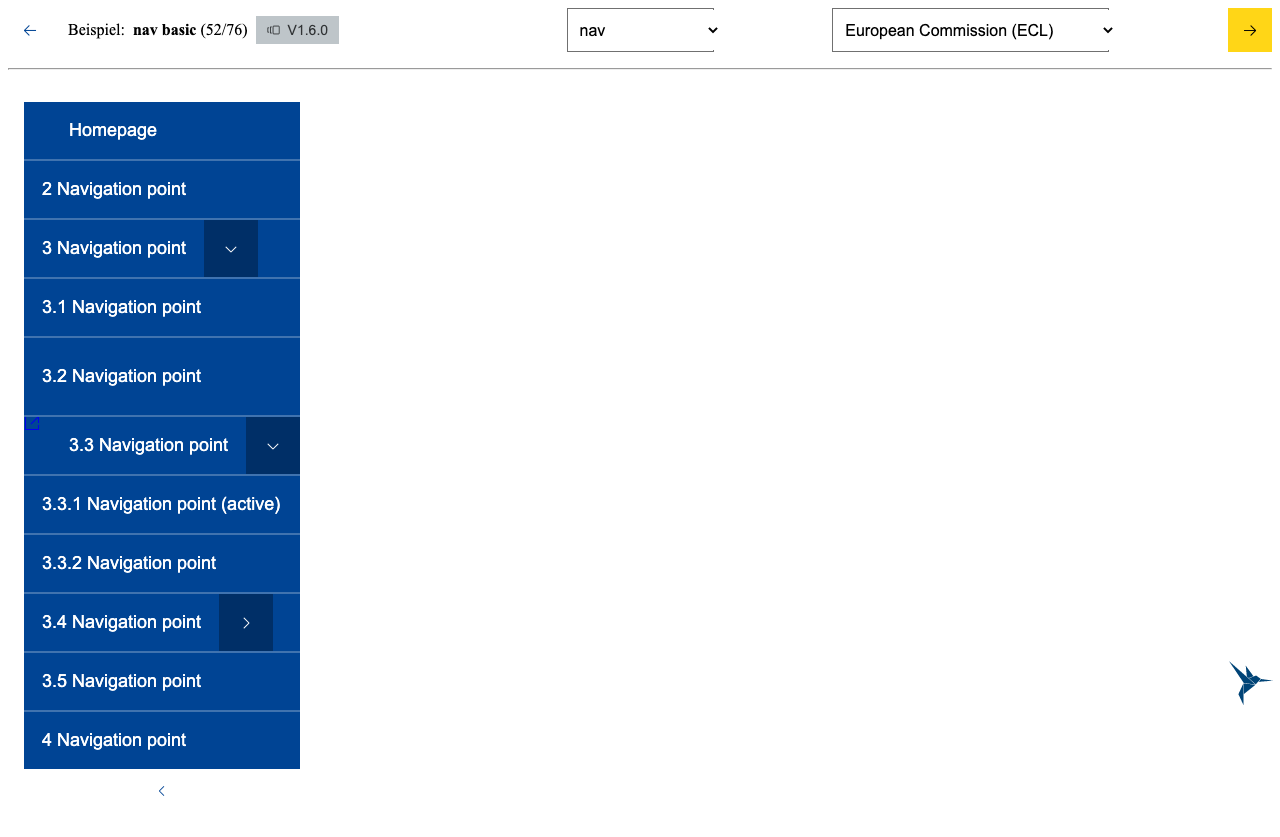 Beispiel: nav basic (52/76) V1.6.0 nav European Commission (ECL)
Homepage
2 Navigation point
3 Navigation point
3.1 Navigation point
3.2 Navigation point
3.3 Navigation point
3.3.1 Navigation point (active)
3.3.2 Navigation point
3.4 Navigation point
3.5 Navigation point
4 Navigation point